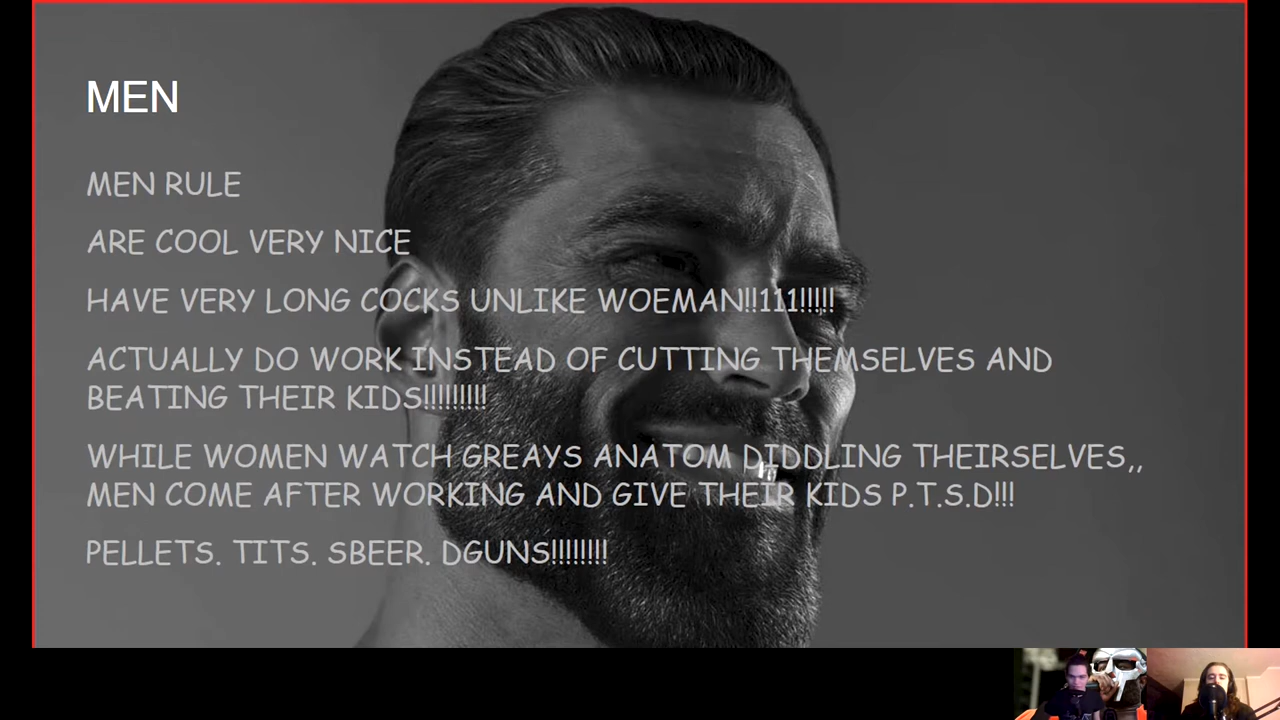 MEN
MEN RULE
ARE COOL VERY NICE
HAVE VERY LONG COCKS UNLIKE WOEMAN!!111!!!¡!!
ACTUALLY DO WORK INSTEAD OF CUTTING THEMSELVES AND
BEATING THEIR KIDS!!!!!!!!!
WHILE WOMEN WATCH GREAYS ANATOM DIDDLING THEIRSELVES,,
MEN COME AFTER WORKING AND GIVE THEIR KIDS P.T.S.D!!!
PELLETS. TITS. SBEER. DGUNS!!!!!!!!